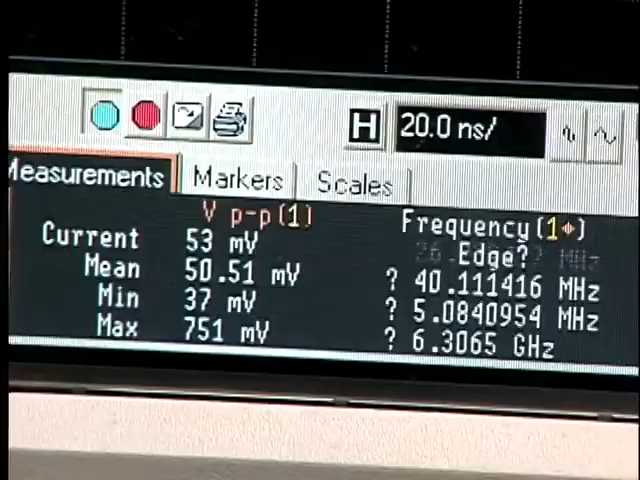 H 20.0 ns/
Measurements Markers Scales
V p-p(1) Frequency(1)
Current 53 mV Edge?
Mean 50.51 mV ? 40.111416 MHz
Min 37 mV ? 5.0840954 MHz
Max 751 mV ? 6.3065 GHz